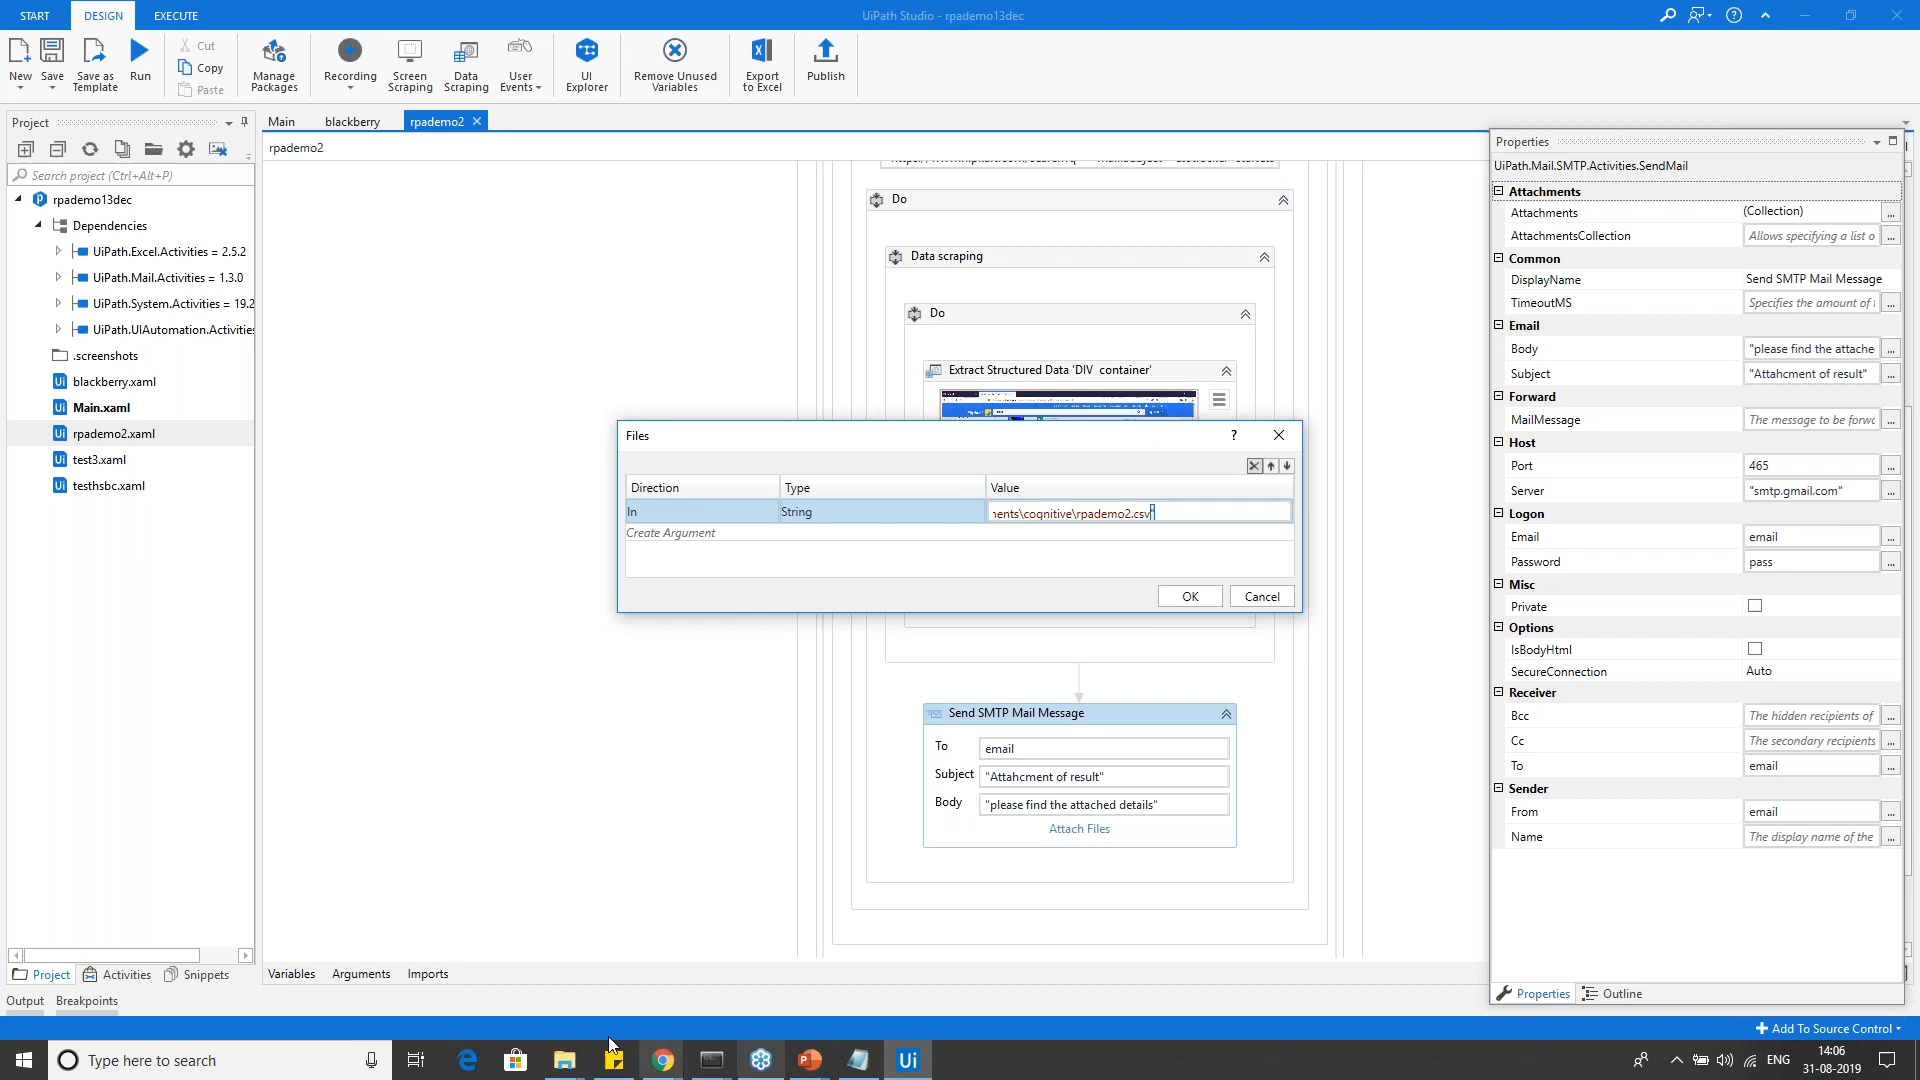 START
DESIGN
EXECUTE
UiPath Studio - rpademo13dec
New
Save
Save as
Template
Run
Cut
Copy
Paste
Manage
Packages
Recording
Screen
Scraping
Data
Scraping
User
Events
UI
Explorer
Remove Unused
Variables
Export
to Excel
Publish
Project
Main
blackberry
rpademo2
rpademo2
Search project (Ctrl+Alt+P)
rpademo13dec
Dependencies
UiPath.Excel.Activities = 2.5.2
UiPath.Mail.Activities = 1.3.0
UiPath.System.Activities = 19.2
UiPath.UIAutomation.Activities
.screenshots
blackberry.xaml
Main.xaml
rpademo2.xaml
test3.xaml
testhsbc.xaml
Do
Data scraping
Do
Extract Structured Data 'DIV container'
Files
?
Direction
Type
Value
In
String
nents\cognitive\rpademo2.csv"
Create Argument
OK
Cancel
Send SMTP Mail Message
To
email
Subject
"Attahcment of result"
Body
"please find the attached details"
Attach Files
Properties
UiPath.Mail.SMTP.Activities.SendMail
Attachments
Attachments
(Collection)
...
AttachmentsCollection
Allows specifying a list o
...
Common
DisplayName
Send SMTP Mail Message
TimeoutMS
Specifies the amount of t
...
Email
Body
"please find the attache
...
Subject
"Attahcment of result"
...
Forward
MailMessage
The message to be forwa
...
Host
Port
465
...
Server
"smtp.gmail.com"
...
Logon
Email
email
...
Password
pass
...
Misc
Private
Options
IsBodyHtml
SecureConnection
Auto
Receiver
Bcc
The hidden recipients of
...
Cc
The secondary recipients
...
To
email
...
Sender
From
email
...
Name
The display name of the
...
Properties
Outline
Project
Activities
Snippets
Variables
Arguments
Imports
Output
Breakpoints
Add To Source Control
Type here to search
Ui
ENG
14:06
31-08-2019